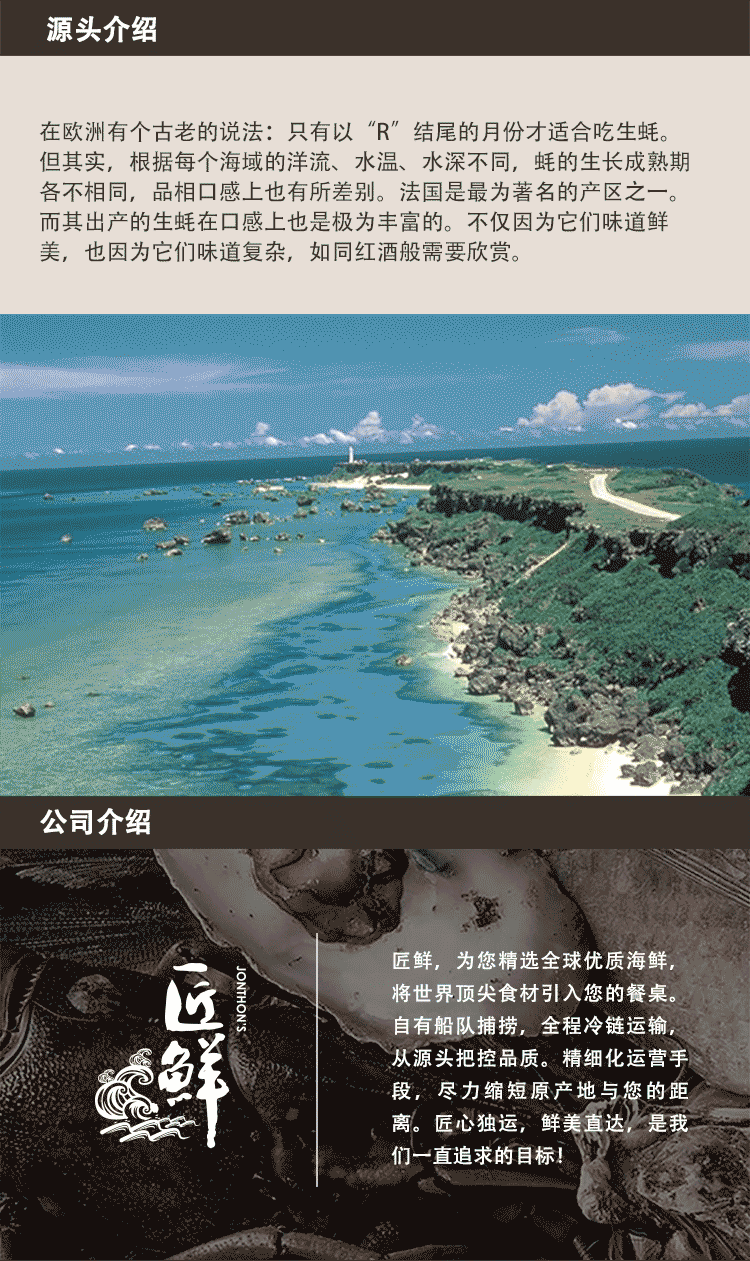 源头介绍
在欧洲有个古老的说法：只有以“R”结尾的月份才适合吃生蚝。
但其实，根据每个海域的洋流、水温、水深不同，蚝的生长成熟期
各不相同，品相口感上也有所差别。法国是最为著名的产区之一。
而其出产的生蚝在口感上也是极为丰富的。不仅因为它们味道鲜
美，也因为它们味道复杂，如同红酒般需要欣赏。
公司介绍
匠鲜
JONTHON'S
匠鲜，为您精选全球优质海鲜，
将世界顶尖食材引入您的餐桌。
自有船队捕捞，全程冷链运输，
从源头把控品质。精细化运营手
段，尽力缩短原产地与您的距
离。匠心独运，鲜美直达，是我
们一直追求的目标！